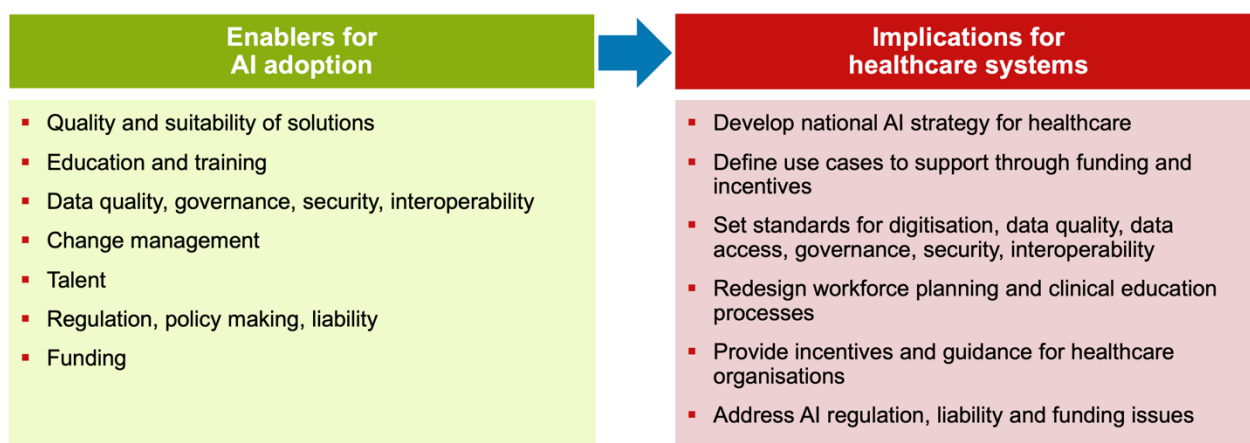 Enablers for
AI adoption
Quality and suitability of solutions
Education and training
Data quality, governance, security, interoperability
Change management
Talent
Regulation, policy making, liability
Funding
Implications for
healthcare systems
Develop national AI strategy for healthcare
Define use cases to support through funding and
incentives
Set standards for digitisation, data quality, data
access, governance, security, interoperability
Redesign workforce planning and clinical education
processes
Provide incentives and guidance for healthcare
organisations
Address AI regulation, liability and funding issues